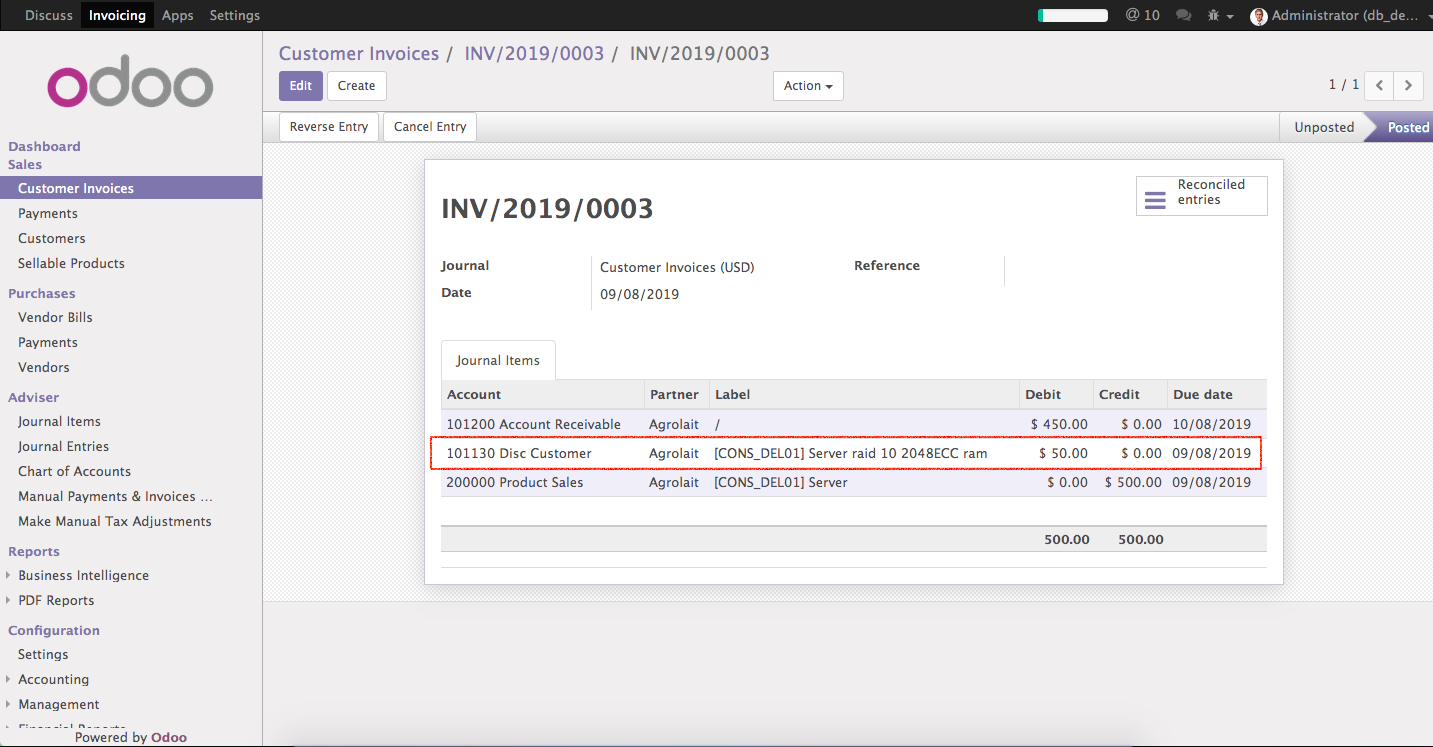 Discuss Invoicing Apps Settings @ 10 Administrator (db_de...
odoo
Dashboard
Sales
Customer Invoices
Payments
Customers
Sellable Products
Purchases
Vendor Bills
Payments
Vendors
Adviser
Journal Items
Journal Entries
Chart of Accounts
Manual Payments & Invoices ...
Make Manual Tax Adjustments
Reports
Business Intelligence
PDF Reports
Configuration
Settings
Accounting
Management
Financial Reports
Powered by Odoo
Customer Invoices / INV/2019/0003 / INV/2019/0003
Edit Create Action 1 / 1
Reverse Entry Cancel Entry Unposted Posted
Reconciled
entries
INV/2019/0003
Journal Customer Invoices (USD) Reference
Date 09/08/2019
Journal Items
Account Partner Label Debit Credit Due date
101200 Account Receivable Agrolait / $ 450.00 $ 0.00 10/08/2019
101130 Disc Customer Agrolait [CONS_DEL01] Server raid 10 2048ECC ram $ 50.00 $ 0.00 09/08/2019
200000 Product Sales Agrolait [CONS_DEL01] Server $ 0.00 $ 500.00 09/08/2019
500.00 500.00